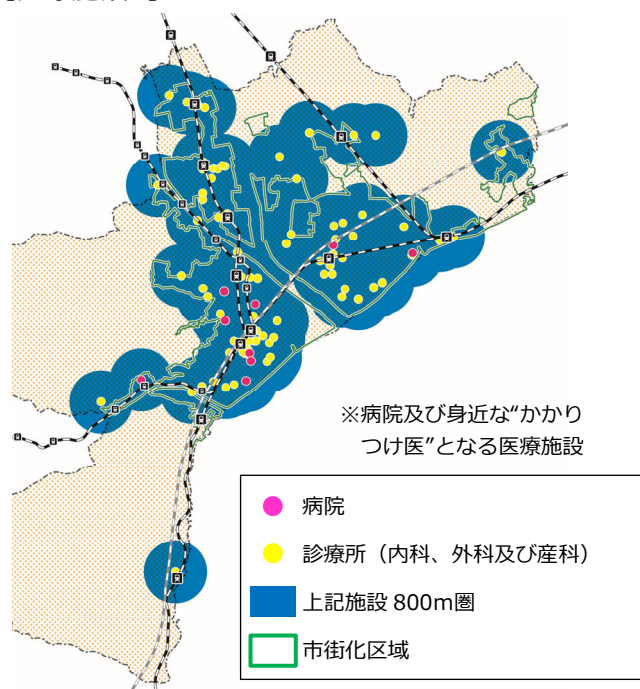 ※病院及び身近な“かかり
つけ医”となる医療施設
病院
診療所（内科、外科及び産科）
上記施設 800m圏
市街化区域